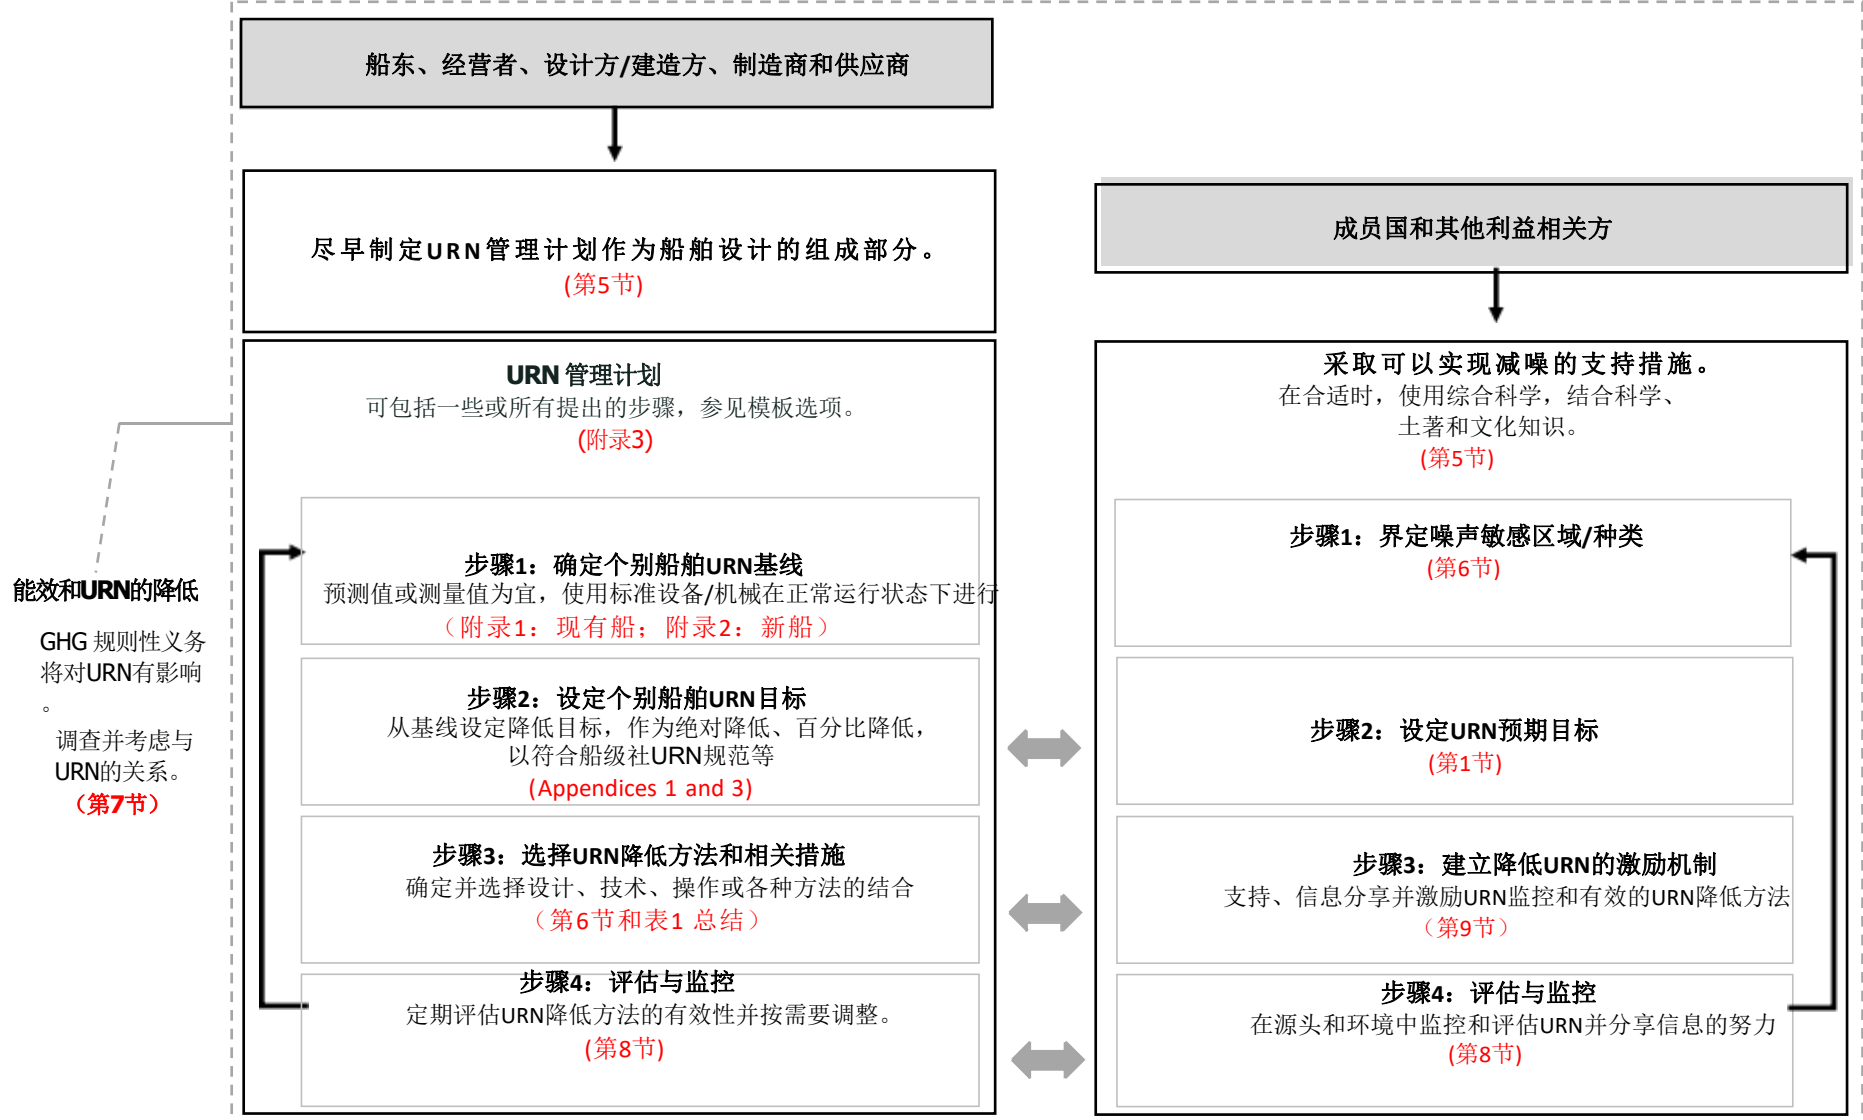 船东、经营者、设计方/建造方、制造商和供应商
尽早制定URN管理计划作为船舶设计的组成部分。
(第5节)
URN 管理计划
可包括一些或所有提出的步骤，参见模板选项。
(附录3)
步骤1：确定个别船舶URN基线
预测值或测量值为宜，使用标准设备/机械在正常运行状态下进行
（附录1：现有船；附录2：新船）
步骤2：设定个别船舶URN目标
从基线设定降低目标，作为绝对降低、百分比降低，
以符合船级社URN规范等
(Appendices 1 and 3)
步骤3：选择URN降低方法和相关措施
确定并选择设计、技术、操作或各种方法的结合
（第6节和表1 总结）
步骤4：评估与监控
定期评估URN降低方法的有效性并按需要调整。
(第8节)
成员国和其他利益相关方
采取可以实现减噪的支持措施。
在合适时，使用综合科学，结合科学、
土著和文化知识。
(第5节)
步骤1：界定噪声敏感区域/种类
(第6节)
步骤2：设定URN预期目标
(第1节)
步骤3：建立降低URN的激励机制
支持、信息分享并激励URN监控和有效的URN降低方法
（第9节）
步骤4：评估与监控
在源头和环境中监控和评估URN并分享信息的努力
(第8节)
能效和URN的降低
GHG 规则性义务
将对URN有影响
。
调查并考虑与
URN的关系。
（第7节）